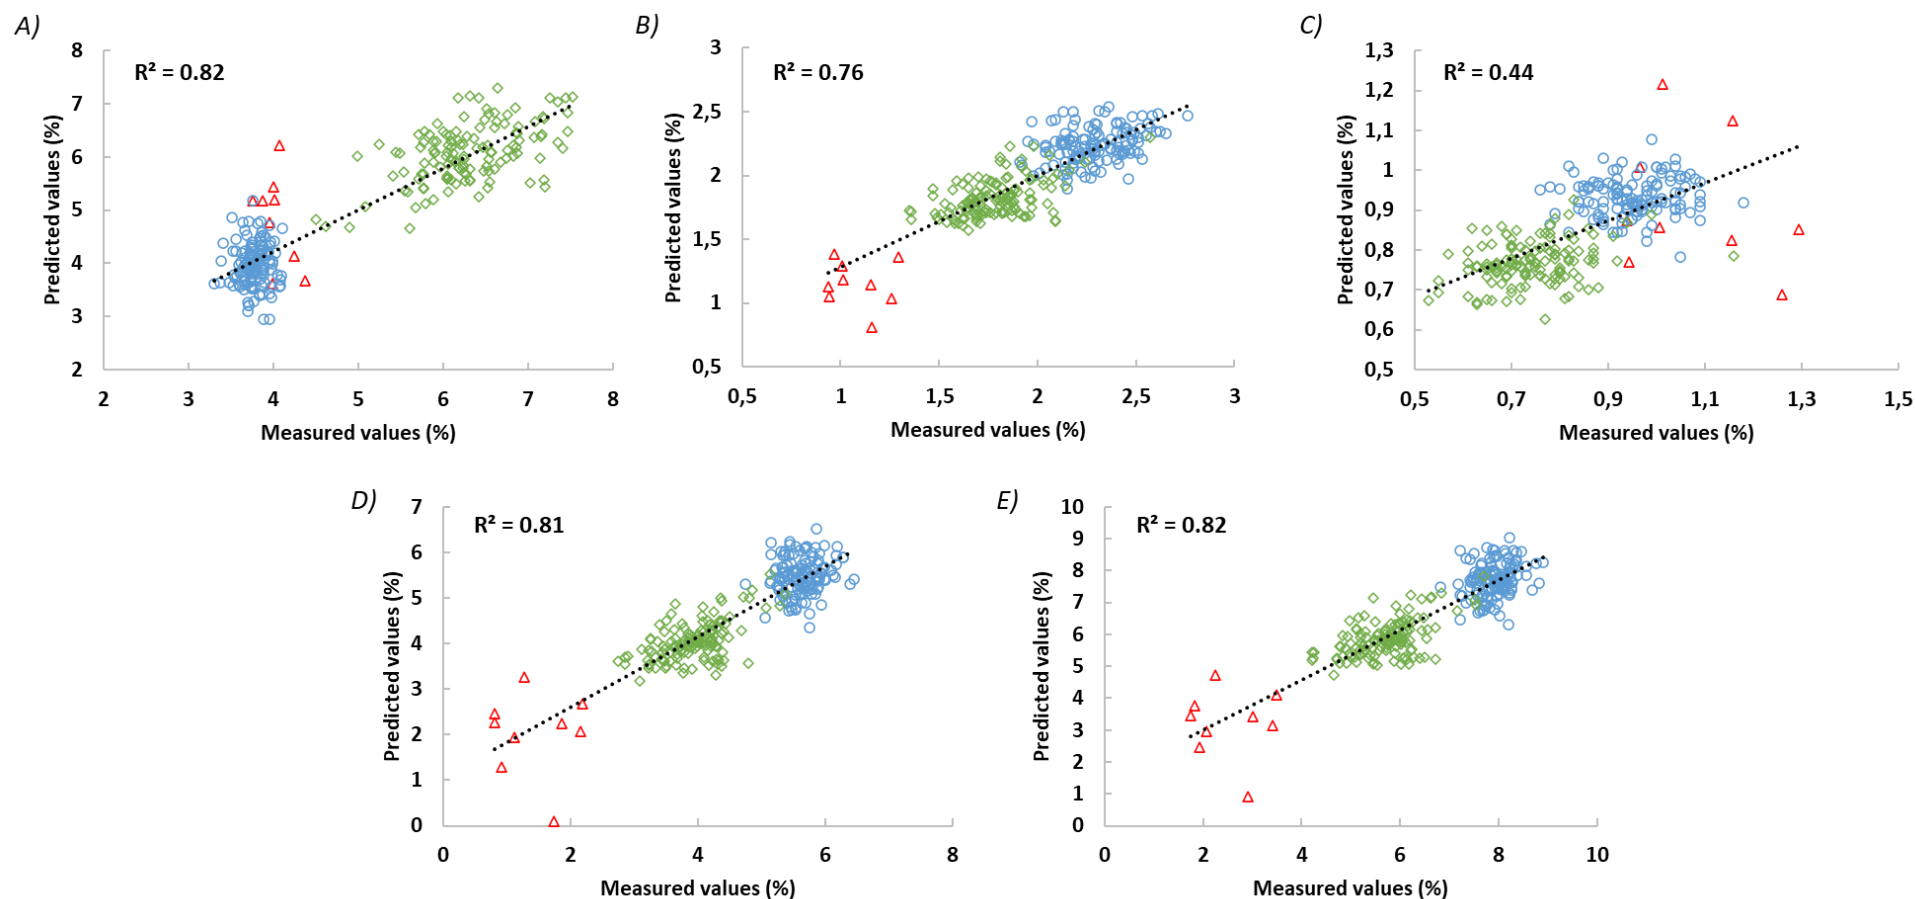 A)
R² = 0.82
Predicted values (%)
8
7
6
5
4
3
2
2 3 4 5 6 7 8
Measured values (%)
B)
R² = 0.76
Predicted values (%)
3
2,5
2
1,5
1
0,5
0,5 1 1,5 2 2,5 3
Measured values (%)
C)
R² = 0.44
Predicted values (%)
1,3
1,2
1,1
1
0,9
0,8
0,7
0,6
0,5
0,5 0,7 0,9 1,1 1,3 1,5
Measured values (%)
D)
R² = 0.81
Predicted values (%)
7
6
5
4
3
2
1
0
0 2 4 6 8
Measured values (%)
E)
R² = 0.82
Predicted values (%)
10
9
8
7
6
5
4
3
2
1
0
0 2 4 6 8 10
Measured values (%)